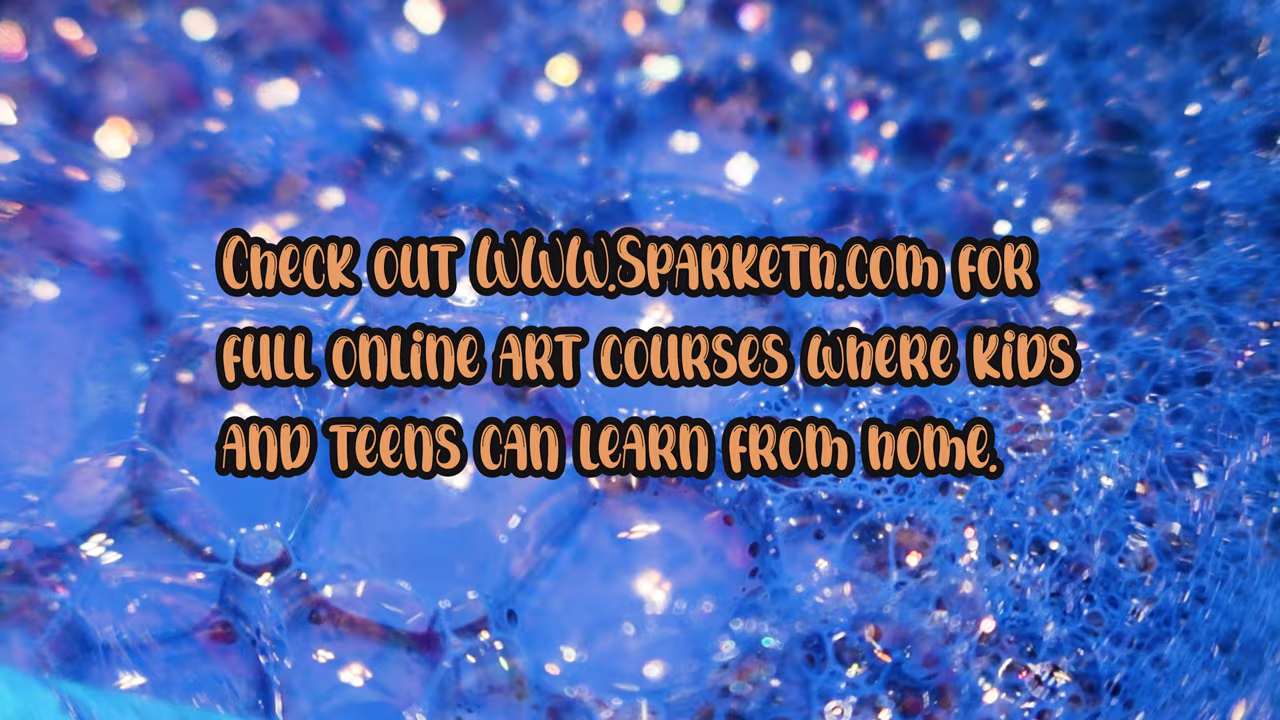 Check out WWW.Sparketh.com for
full online art courses where kids
and teens can learn from home.